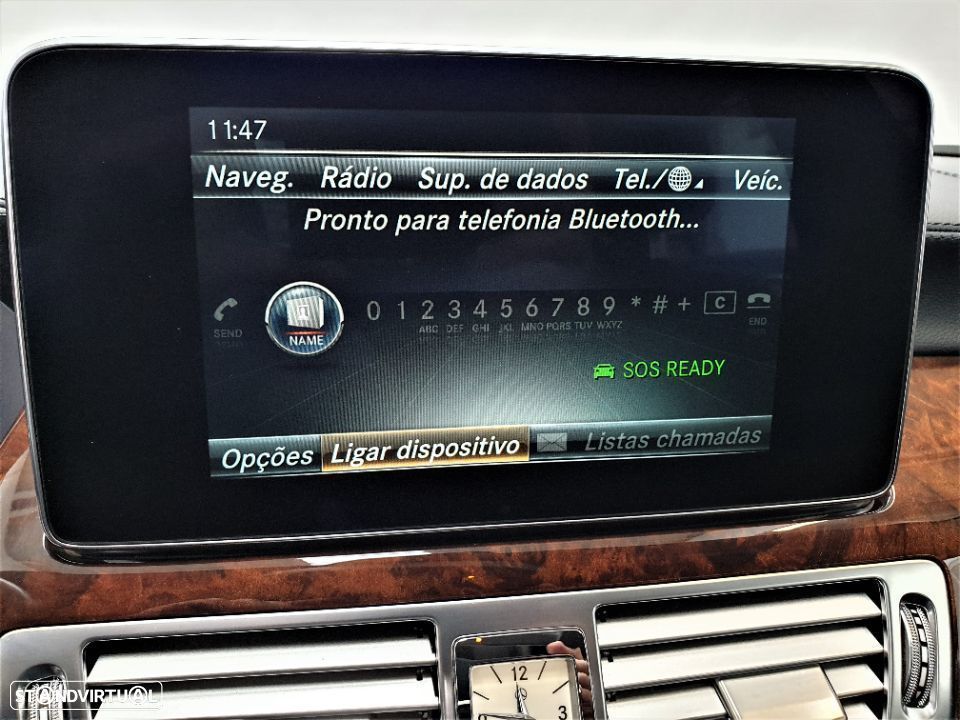 11:47
Naveg. Rádio Sup. de dados Tel./ Veíc.
Pronto para telefonia Bluetooth...
SEND NAME 0 1 2 3 4 5 6 7 8 9 * # + C END
ABC DEF GHI JKL MNO PQRS TUV WXYZ
SOS READY
Opções Ligar dispositivo Listas chamadas
12
3
STANDVIRTUAL